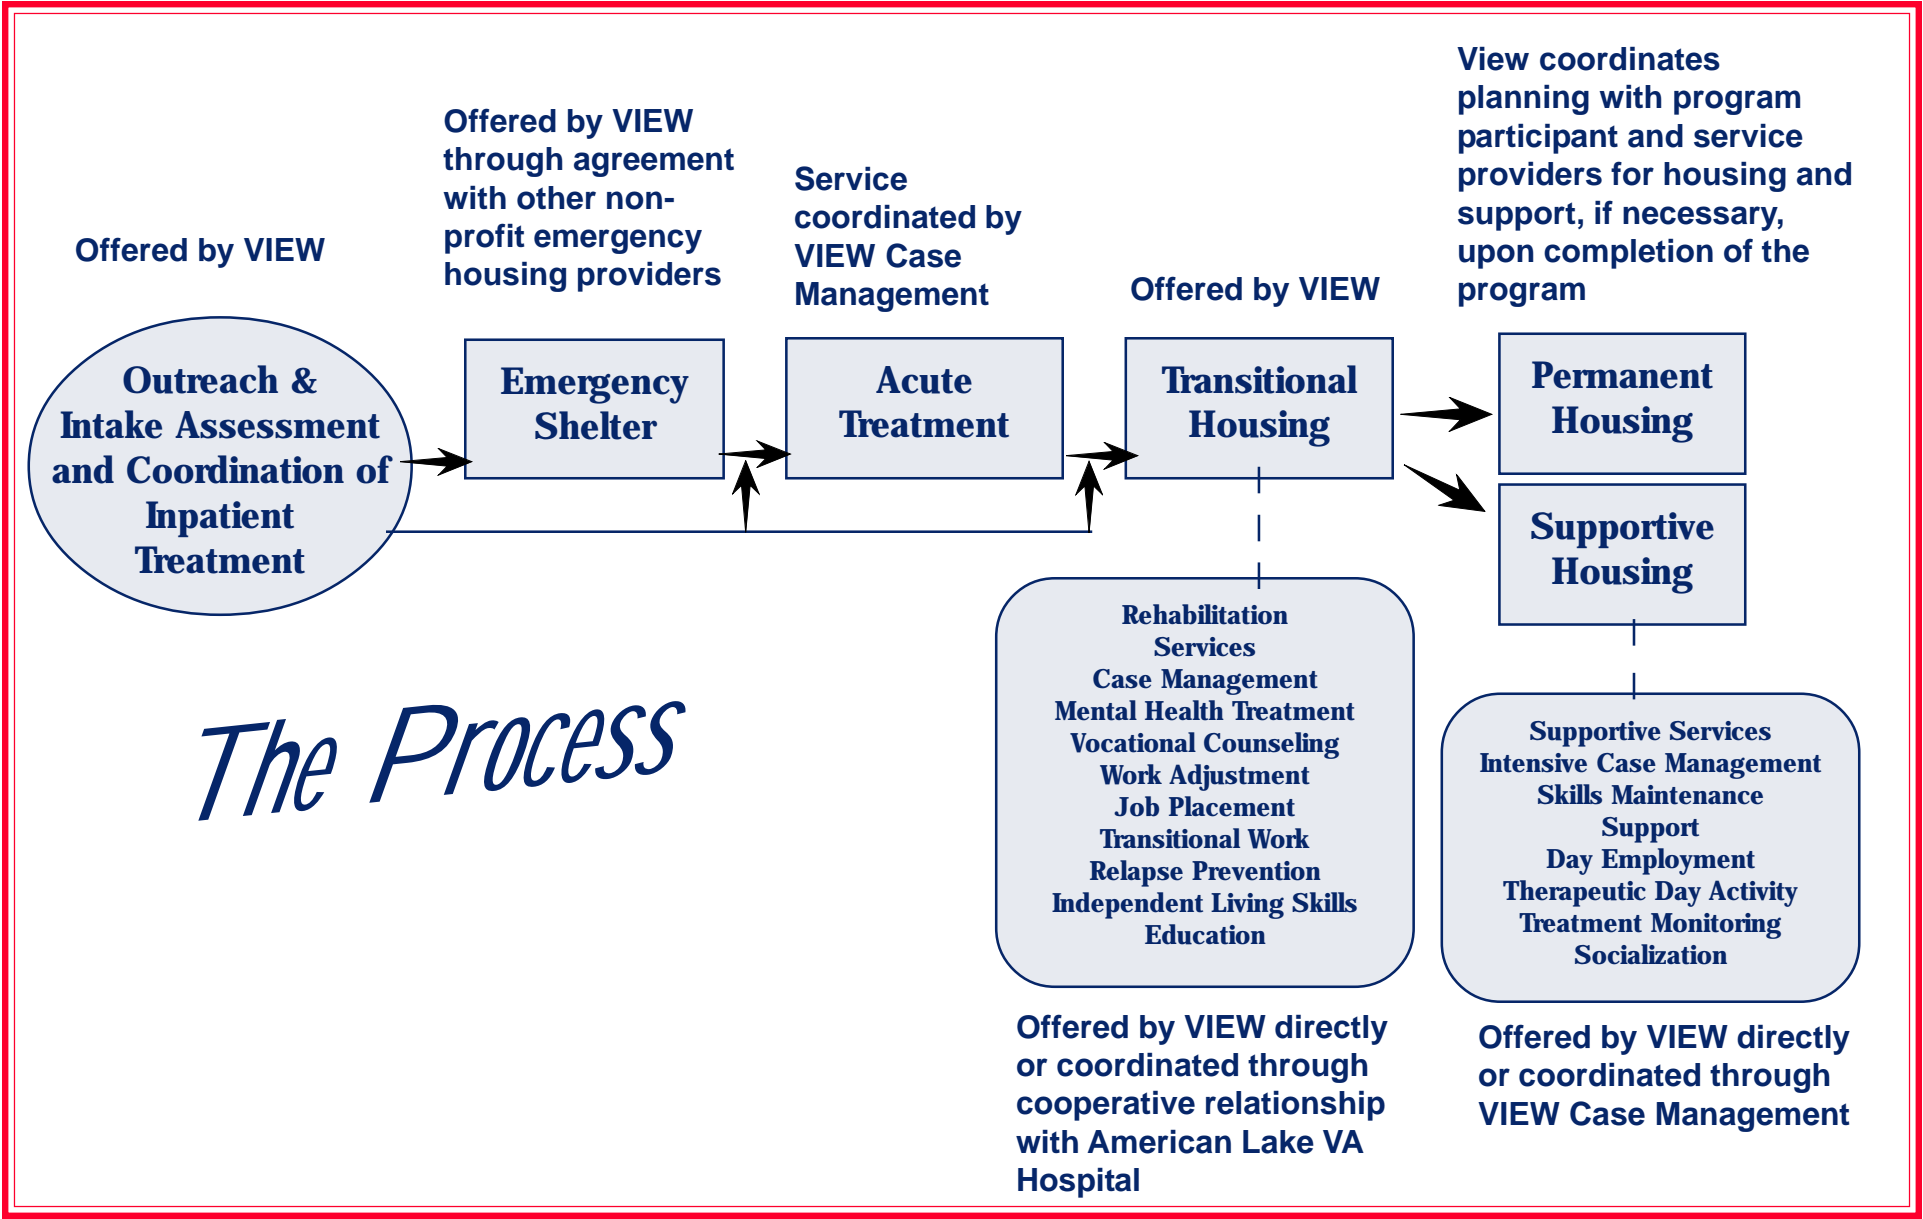 Offered by VIEW
Outreach &
Intake Assessment
and Coordination of
Inpatient
Treatment
Offered by VIEW
through agreement
with other non-
profit emergency
housing providers
Emergency
Shelter
Service
coordinated by
VIEW Case
Management
Acute
Treatment
Offered by VIEW
Transitional
Housing
View coordinates
planning with program
participant and service
providers for housing and
support, if necessary,
upon completion of the
program
Permanent
Housing
Supportive
Housing
The Process
Rehabilitation
Services
Case Management
Mental Health Treatment
Vocational Counseling
Work Adjustment
Job Placement
Transitional Work
Relapse Prevention
Independent Living Skills
Education
Offered by VIEW directly
or coordinated through
cooperative relationship
with American Lake VA
Hospital
Supportive Services
Intensive Case Management
Skills Maintenance
Support
Day Employment
Therapeutic Day Activity
Treatment Monitoring
Socialization
Offered by VIEW directly
or coordinated through
VIEW Case Management